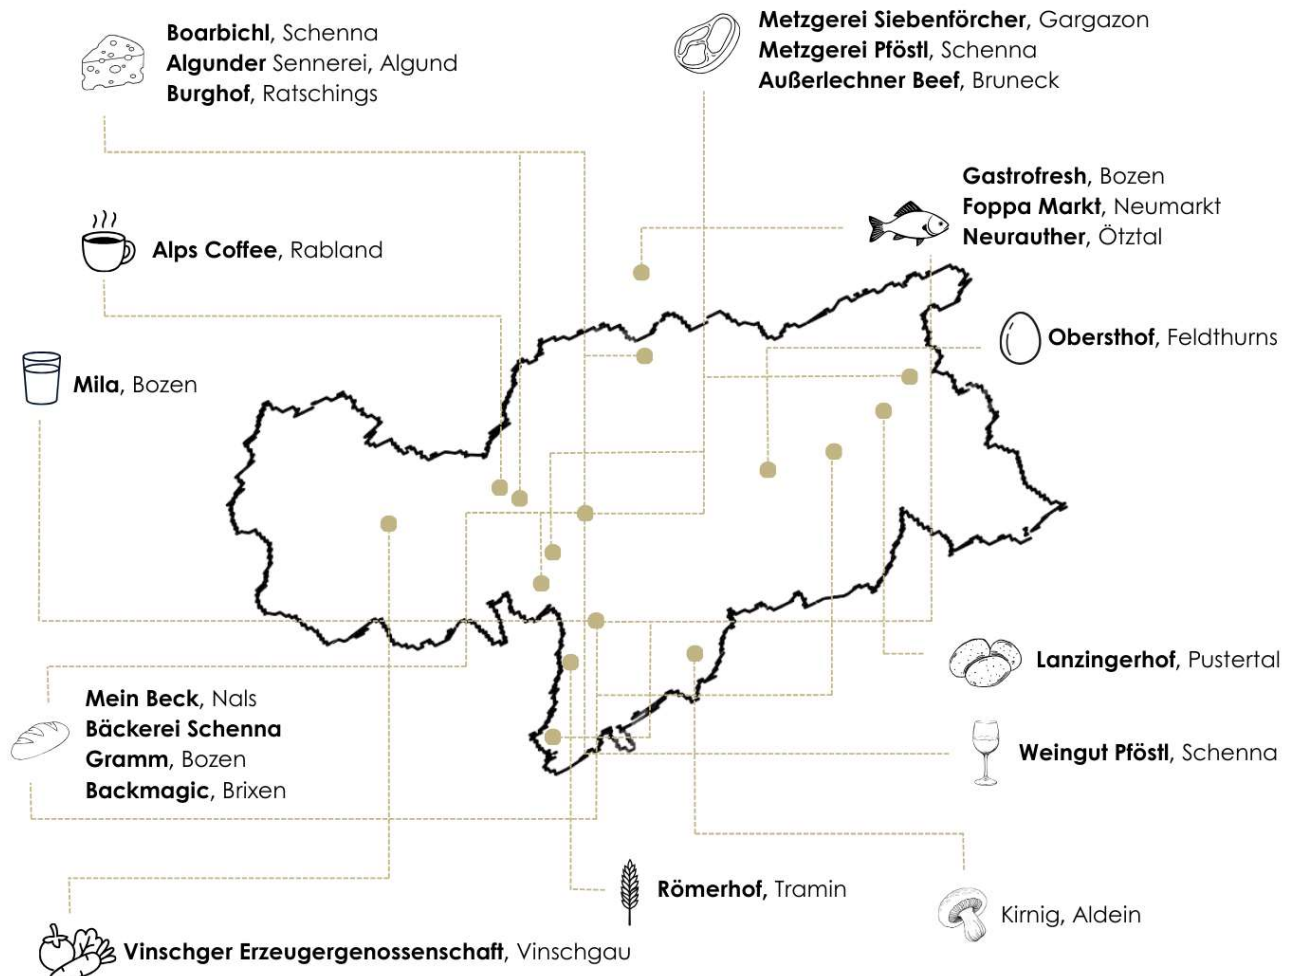 Boarbichl, Schenna
Algunder Sennerei, Algund
Burghof, Ratschings
Metzgerei Siebenförcher, Gargazon
Metzgerei Pföstl, Schenna
Außerlechner Beef, Bruneck
Gastrofresh, Bozen
Foppa Markt, Neumarkt
Neurauther, Ötztal
Alps Coffee, Rabland
Obersthof, Feldthurns
Mila, Bozen
Lanzingerhof, Pustertal
Mein Beck, Nals
Bäckerei Schenna
Gramm, Bozen
Backmagic, Brixen
Weingut Pföstl, Schenna
Römerhof, Tramin
Kirnig, Aldein
Vinschger Erzeugergenossenschaft, Vinschgau